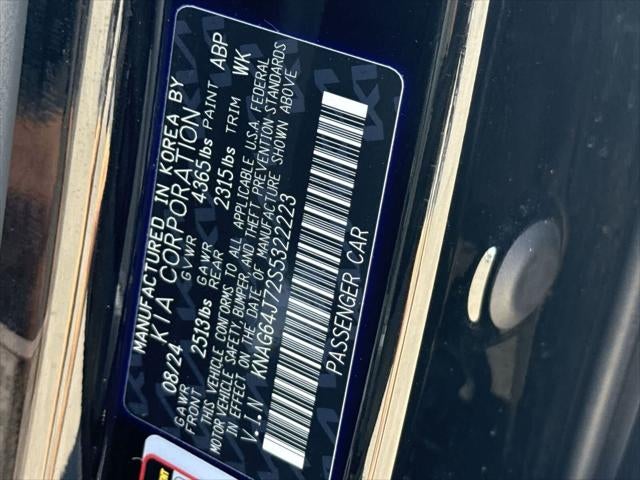 MANUFACTURED IN KOREA BY
KIA CORPORATION
08/24 GVWR 4365lbs PAINT ABP
GAWR FRONT 2513lbs GAWR REAR 2315lbs TRIM WK
THIS VEHICLE CONFORMS TO ALL APPLICABLE U.S.A. FEDERAL
MOTOR VEHICLE SAFETY, BUMPER, AND THEFT PREVENTION STANDARDS
IN EFFECT ON THE DATE OF MANUFACTURE SHOWN ABOVE
V.I.N KNAG64J72S5322223
PASSENGER CAR